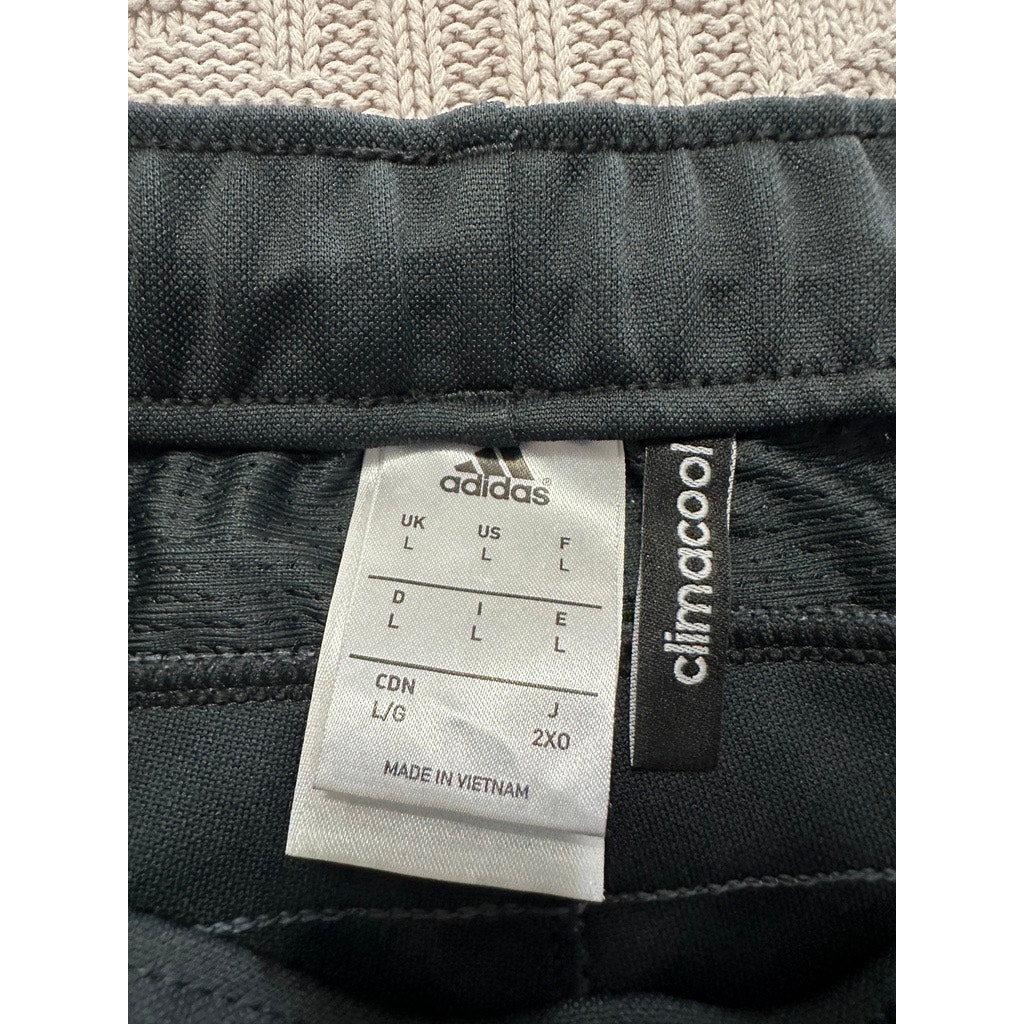 adidas®
UK US F
L L L
D I E
L L L
CDN J
L/G 2XO
MADE IN VIETNAM
climacool